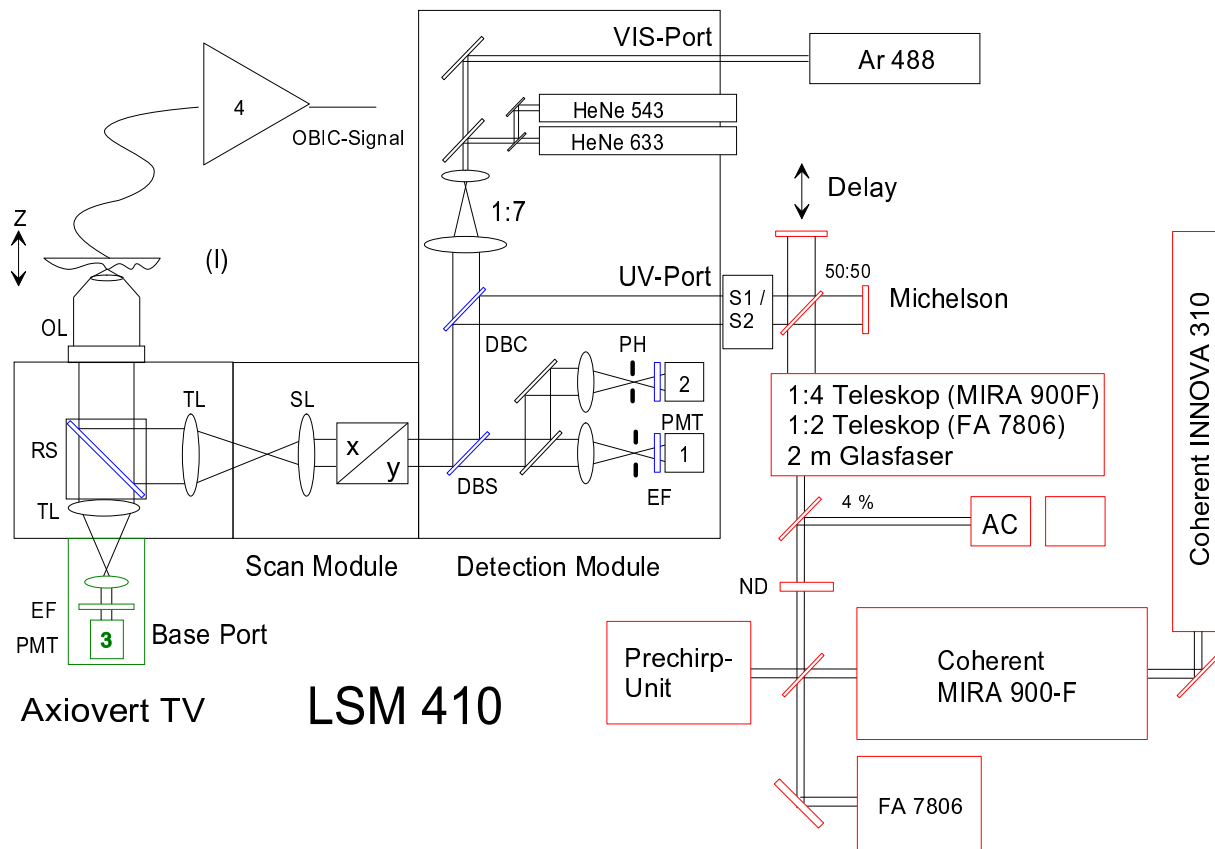 VIS-Port
Ar 488
4
OBIC-Signal
HeNe 543
HeNe 633
Delay
1:7
Z
(I)
UV-Port
50:50
S1 /
S2
Michelson
OL
DBC
PH
2
PMT
TL
SL
RS
x
y
1
DBS
EF
1:4 Teleskop (MIRA 900F)
1:2 Teleskop (FA 7806)
2 m Glasfaser
Coherent INNOVA 310
TL
4 %
AC
Scan Module
Detection Module
ND
EF
PMT
3
Base Port
Prechirp-
Unit
Coherent
MIRA 900-F
Axiovert TV
LSM 410
FA 7806